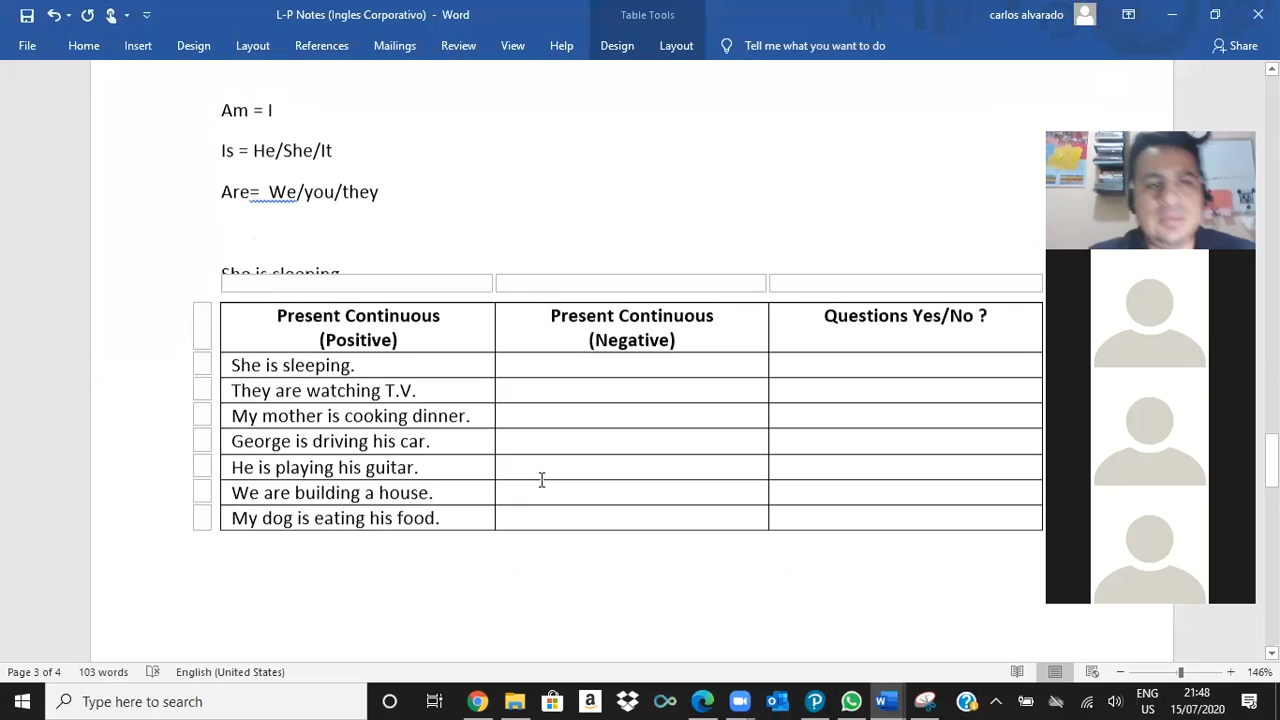 L-P Notes (Ingles Corporativo) - Word
Table Tools
carlos alvarado
File Home Insert Design Layout References Mailings Review View Help Design Layout Tell me what you want to do Share
Am = I
Is = He/She/It
Are= We/you/they
She is sleeping
Present Continuous (Positive) Present Continuous (Negative) Questions Yes/No ?
She is sleeping.
They are watching T.V.
My mother is cooking dinner.
George is driving his car.
He is playing his guitar.
We are building a house.
My dog is eating his food.
Page 3 of 4 103 words English (United States) 146%
Type here to search
ENG 21:48
US 15/07/2020